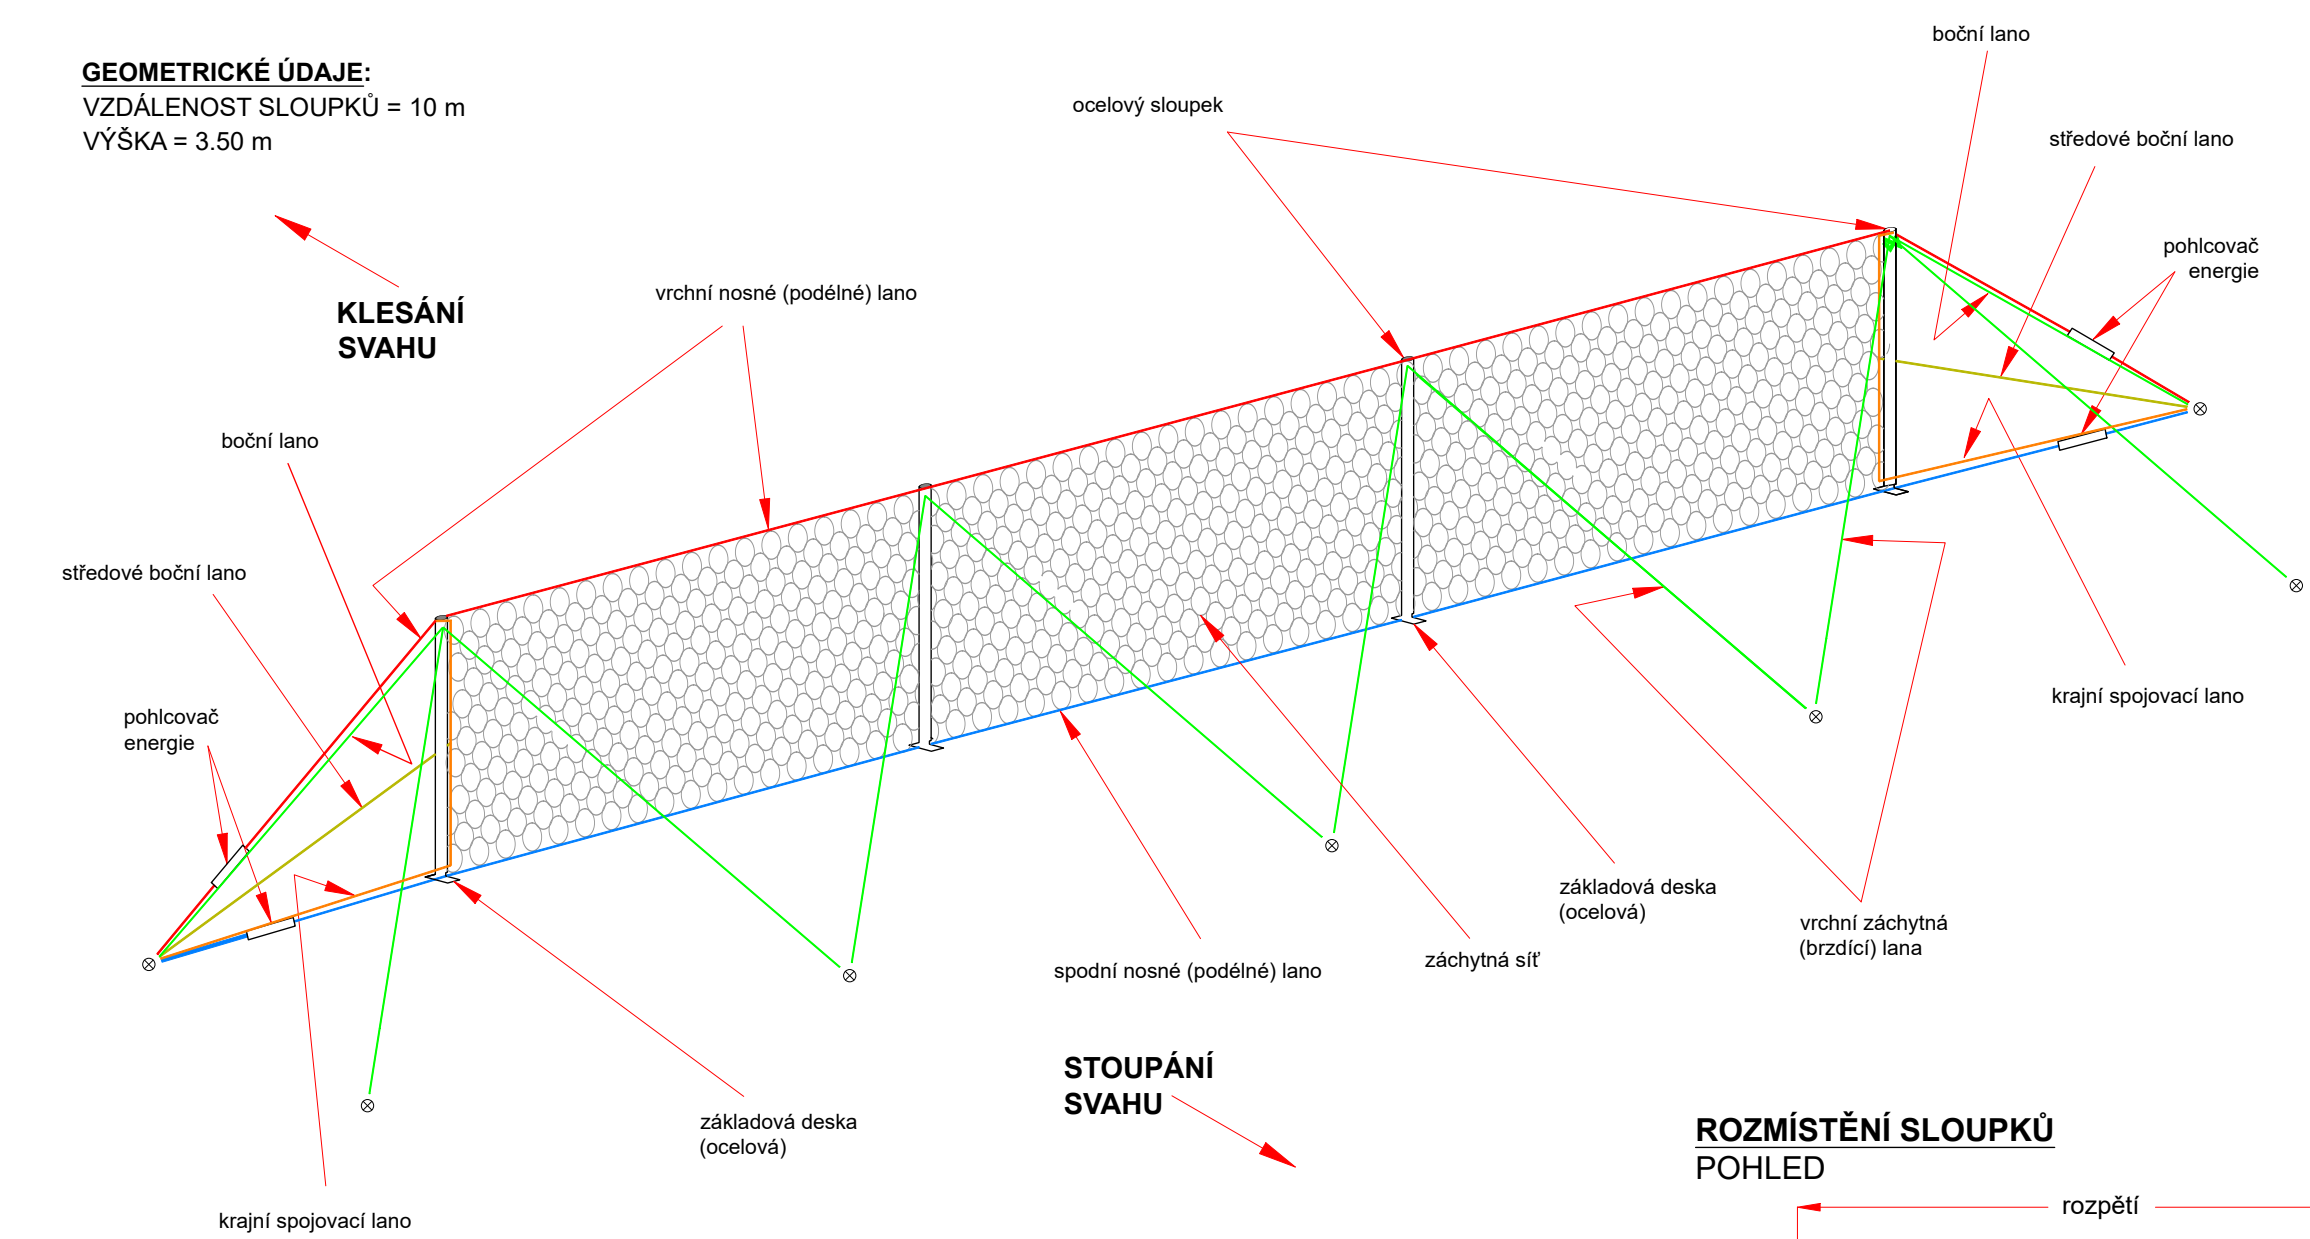 GEOMETRICKÉ ÚDAJE:
VZDÁLENOST SLOUPKŮ = 10 m
VÝŠKA = 3.50 m
boční lano
ocelový sloupek
středové boční lano
pohlcovač
energie
KLESÁNÍ
SVAHU
vrchní nosné (podélné) lano
boční lano
středové boční lano
pohlcovač
energie
krajní spojovací lano
základová deska
(ocelová)
vrchní záchytná
(brzdící) lana
záchytná síť
spodní nosné (podélné) lano
STOUPÁNÍ
SVAHU
základová deska
(ocelová)
krajní spojovací lano
ROZMÍSTĚNÍ SLOUPKŮ
POHLED
rozpětí